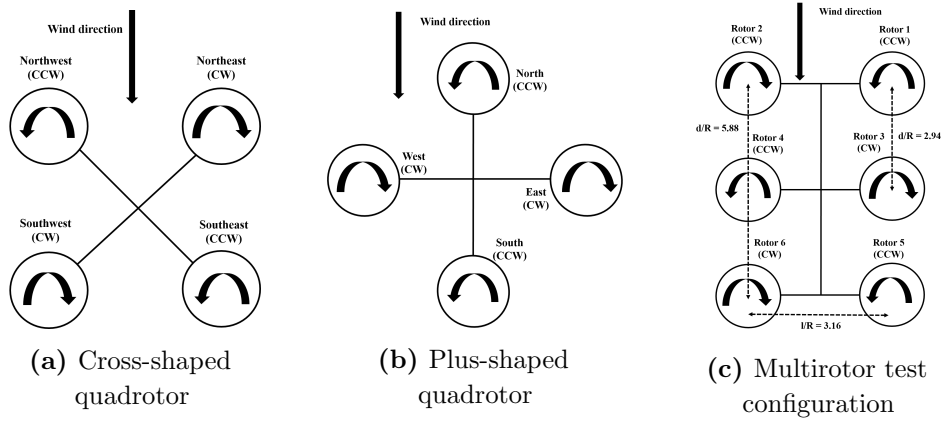 Wind direction
Northwest
(CCW)
Northeast
(CW)
Southwest
(CW)
Southeast
(CCW)
(a) Cross-shaped
quadrotor
Wind direction
North
(CCW)
West
(CW)
East
(CW)
South
(CCW)
(b) Plus-shaped
quadrotor
Wind direction
Rotor 2
(CCW)
Rotor 1
(CCW)
d/R = 5.88
d/R = 2.94
Rotor 4
(CCW)
Rotor 3
(CW)
Rotor 6
(CW)
Rotor 5
(CCW)
l/R = 3.16
(c) Multirotor test
configuration